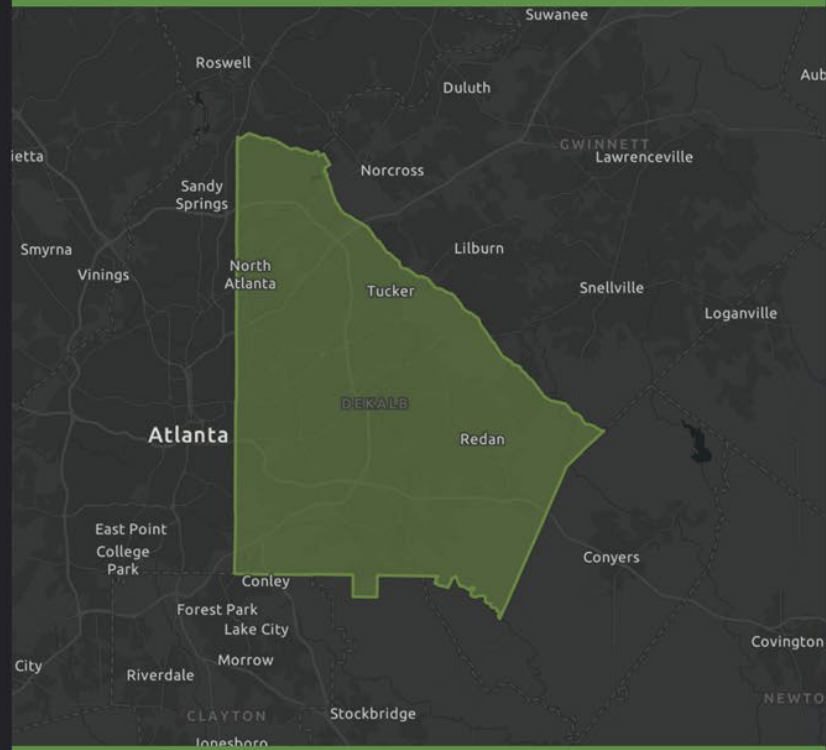 Suwanee
Roswell
Aub
Duluth
GWINNETT
Lawrenceville
ietta
Norcross
Sandy
Springs
Smyrna
Lilburn
Vinings
North
Atlanta
Tucker
Snellville
Loganville
DEKALB
Atlanta
Redan
East Point
College
Park
Conyers
Conley
Forest Park
Lake City
Covington
City
Morrow
Riverdale
NEWTO
CLAYTON
Stockbridge
Jonesboro